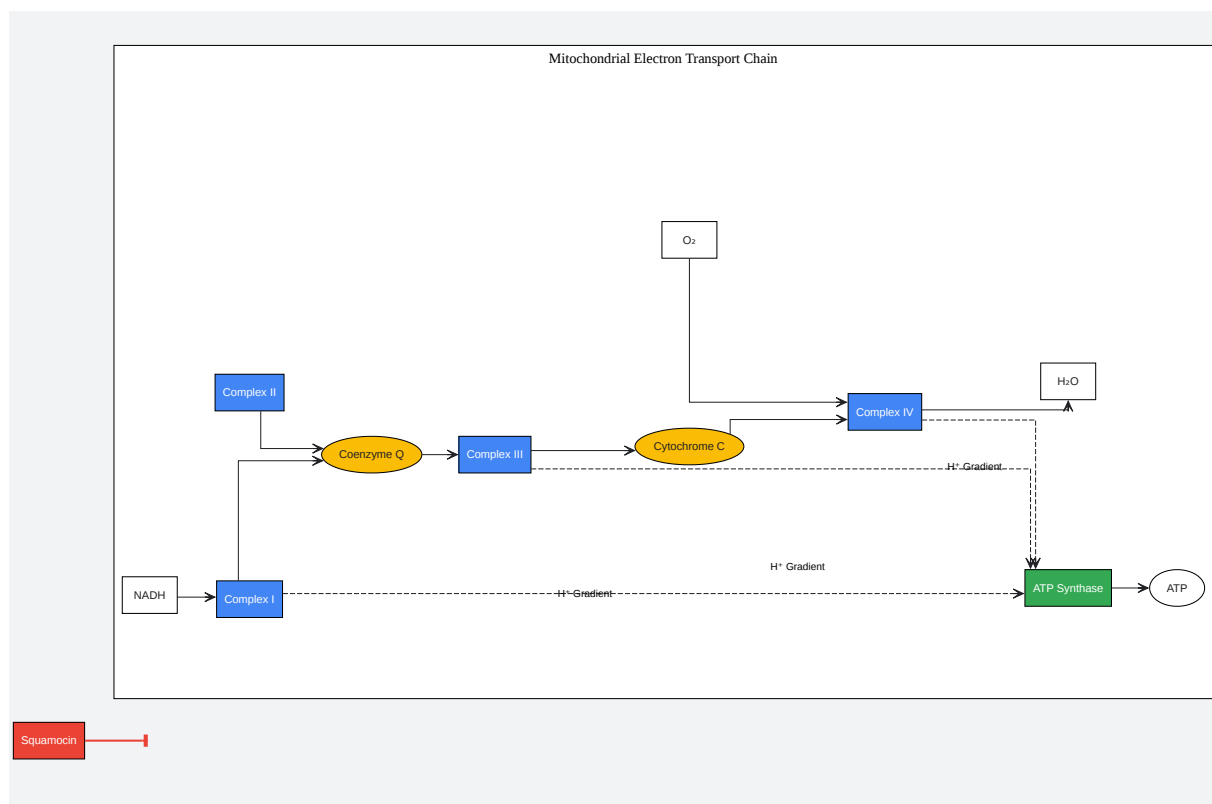 Mitochondrial Electron Transport Chain
O₂
H₂O
Complex II
Complex IV
Cytochrome C
Coenzyme Q
Complex III
H⁺ Gradient
H⁺ Gradient
ATP Synthase
ATP
H⁺ Gradient
NADH
Complex I
Squamocin